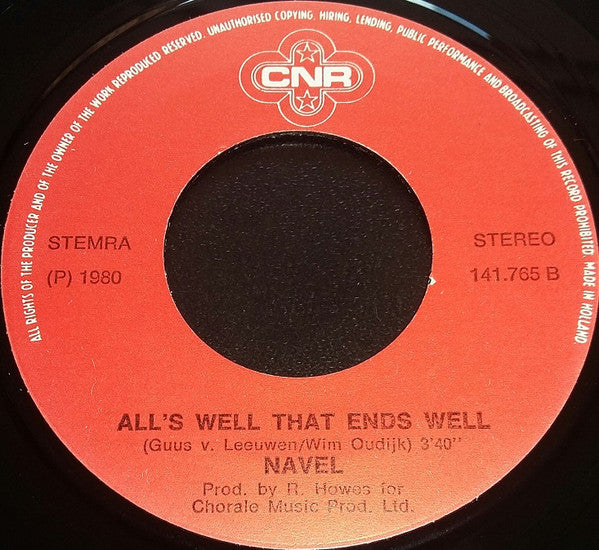 ALL RIGHTS OF THE PRODUCER AND OF THE OWNER OF THE WORK REPRODUCED RESERVED. UNAUTHORISED COPYING, HIRING, LENDING, PUBLIC PERFORMANCE AND BROADCASTING OF THIS RECORD PROHIBITED. MADE IN HOLLAND.
CNR
STEMRA
(P) 1980
STEREO
141.765 B
ALL'S WELL THAT ENDS WELL
(Guus v. Leeuwen/Wim Oudijk) 3'40"
NAVEL
Prod. by R. Howes for
Chorale Music Prod. Ltd.